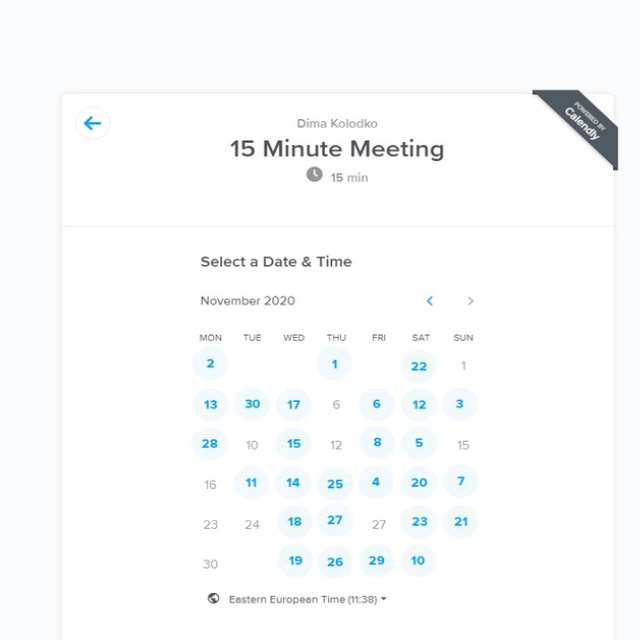 POWERED BY
Calendly
Dima Kolodko
15 Minute Meeting
15 min
Select a Date & Time
November 2020
MON TUE WED THU FRI SAT SUN
2 1 22 1
13 30 17 6 6 12 3
28 10 15 12 8 5 15
16 11 14 25 4 20 7
23 24 18 27 27 23 21
30 19 26 29 10
Eastern European Time (11:38)